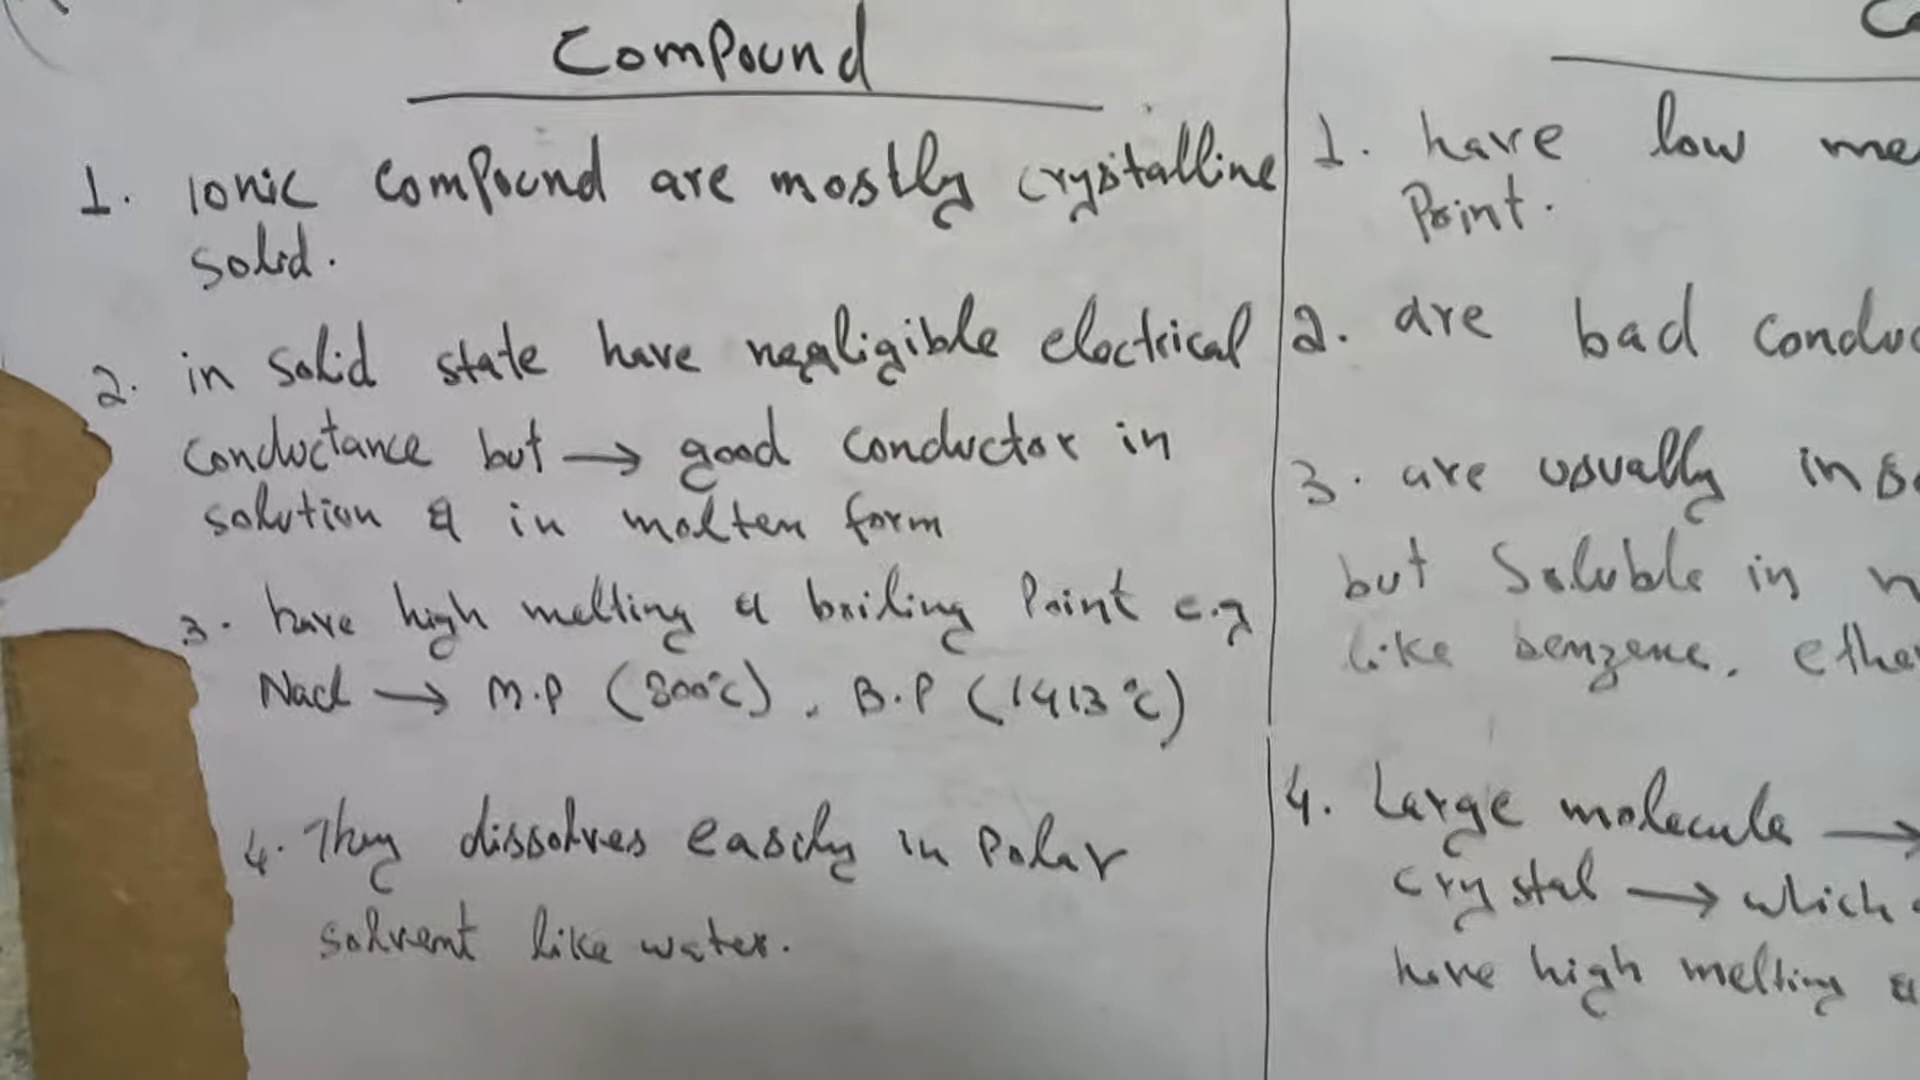 Compound
1. ionic compound are mostly crystalline
solid.
2. in solid state have negligible electrical
conductance but → good conductor in
solution & in molten form
3. have high melting & boiling Point e.g
Nacl → M.P (800°C), B.P (1413°C)
4. They dissolves easily in Polar
solvent like water.
1. have low
Point.
2. are bad
3. are usually
but Soluble in
like benzene,
4. Large molecule →
crystal → which
have high melting &